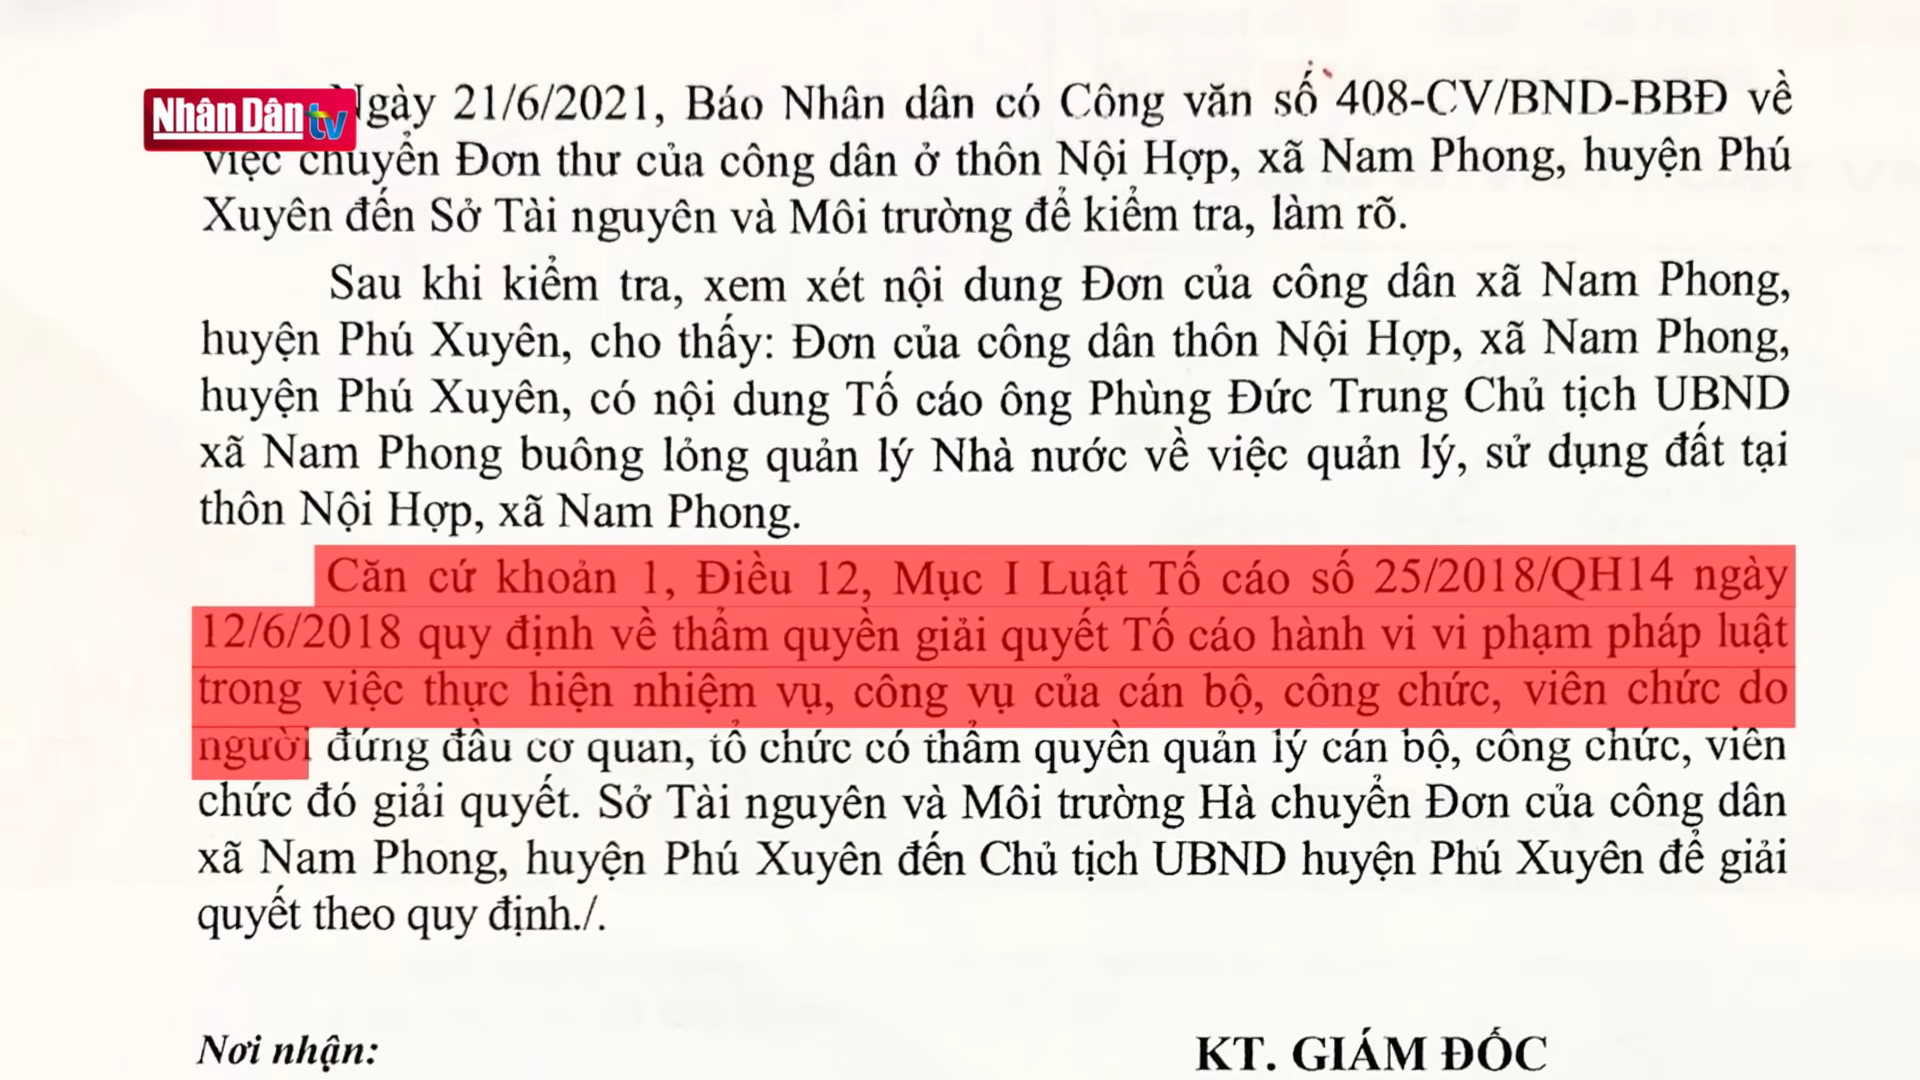 Nhân Dân tv
Ngày 21/6/2021, Báo Nhân dân có Công văn số 408-CV/BND-BBĐ về
việc chuyển Đơn thư của công dân ở thôn Nội Hợp, xã Nam Phong, huyện Phú
Xuyên đến Sở Tài nguyên và Môi trường để kiểm tra, làm rõ.
Sau khi kiểm tra, xem xét nội dung Đơn của công dân xã Nam Phong,
huyện Phú Xuyên, cho thấy: Đơn của công dân thôn Nội Hợp, xã Nam Phong,
huyện Phú Xuyên, có nội dung Tố cáo ông Phùng Đức Trung Chủ tịch UBND
xã Nam Phong buông lỏng quản lý Nhà nước về việc quản lý, sử dụng đất tại
thôn Nội Hợp, xã Nam Phong.
Căn cứ khoản 1, Điều 12, Mục I Luật Tố cáo số 25/2018/QH14 ngày
12/6/2018 quy định về thẩm quyền giải quyết Tố cáo hành vi vi phạm pháp luật
trong việc thực hiện nhiệm vụ, công vụ của cán bộ, công chức, viên chức do
người đứng đầu cơ quan, tổ chức có thẩm quyền quản lý cán bộ, công chức, viên
chức đó giải quyết. Sở Tài nguyên và Môi trường Hà chuyển Đơn của công dân
xã Nam Phong, huyện Phú Xuyên đến Chủ tịch UBND huyện Phú Xuyên để giải
quyết theo quy định./.
Nơi nhận:
KT. GIÁM ĐỐC